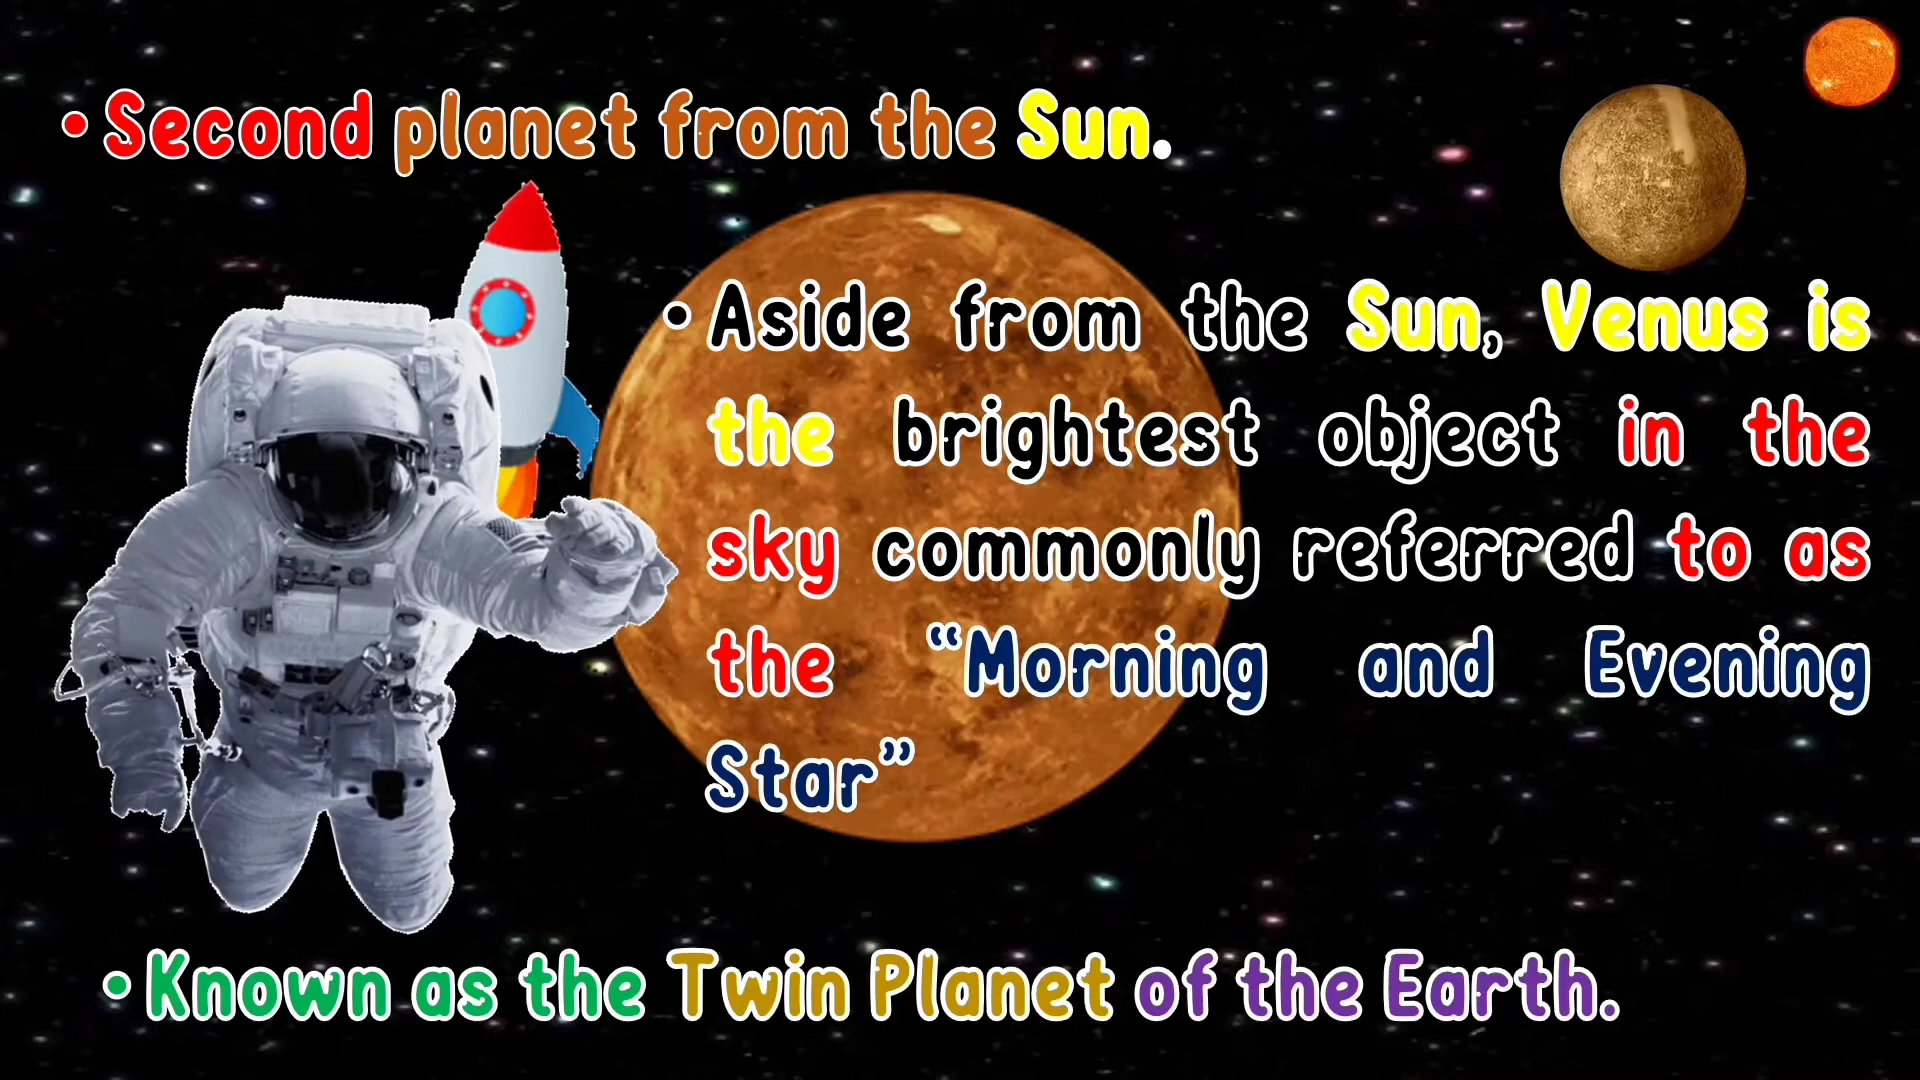 • Second planet from the Sun.
• Aside from the Sun, Venus is
the brightest object in the
sky commonly referred to as
the “Morning and Evening
Star”
• Known as the Twin Planet of the Earth.